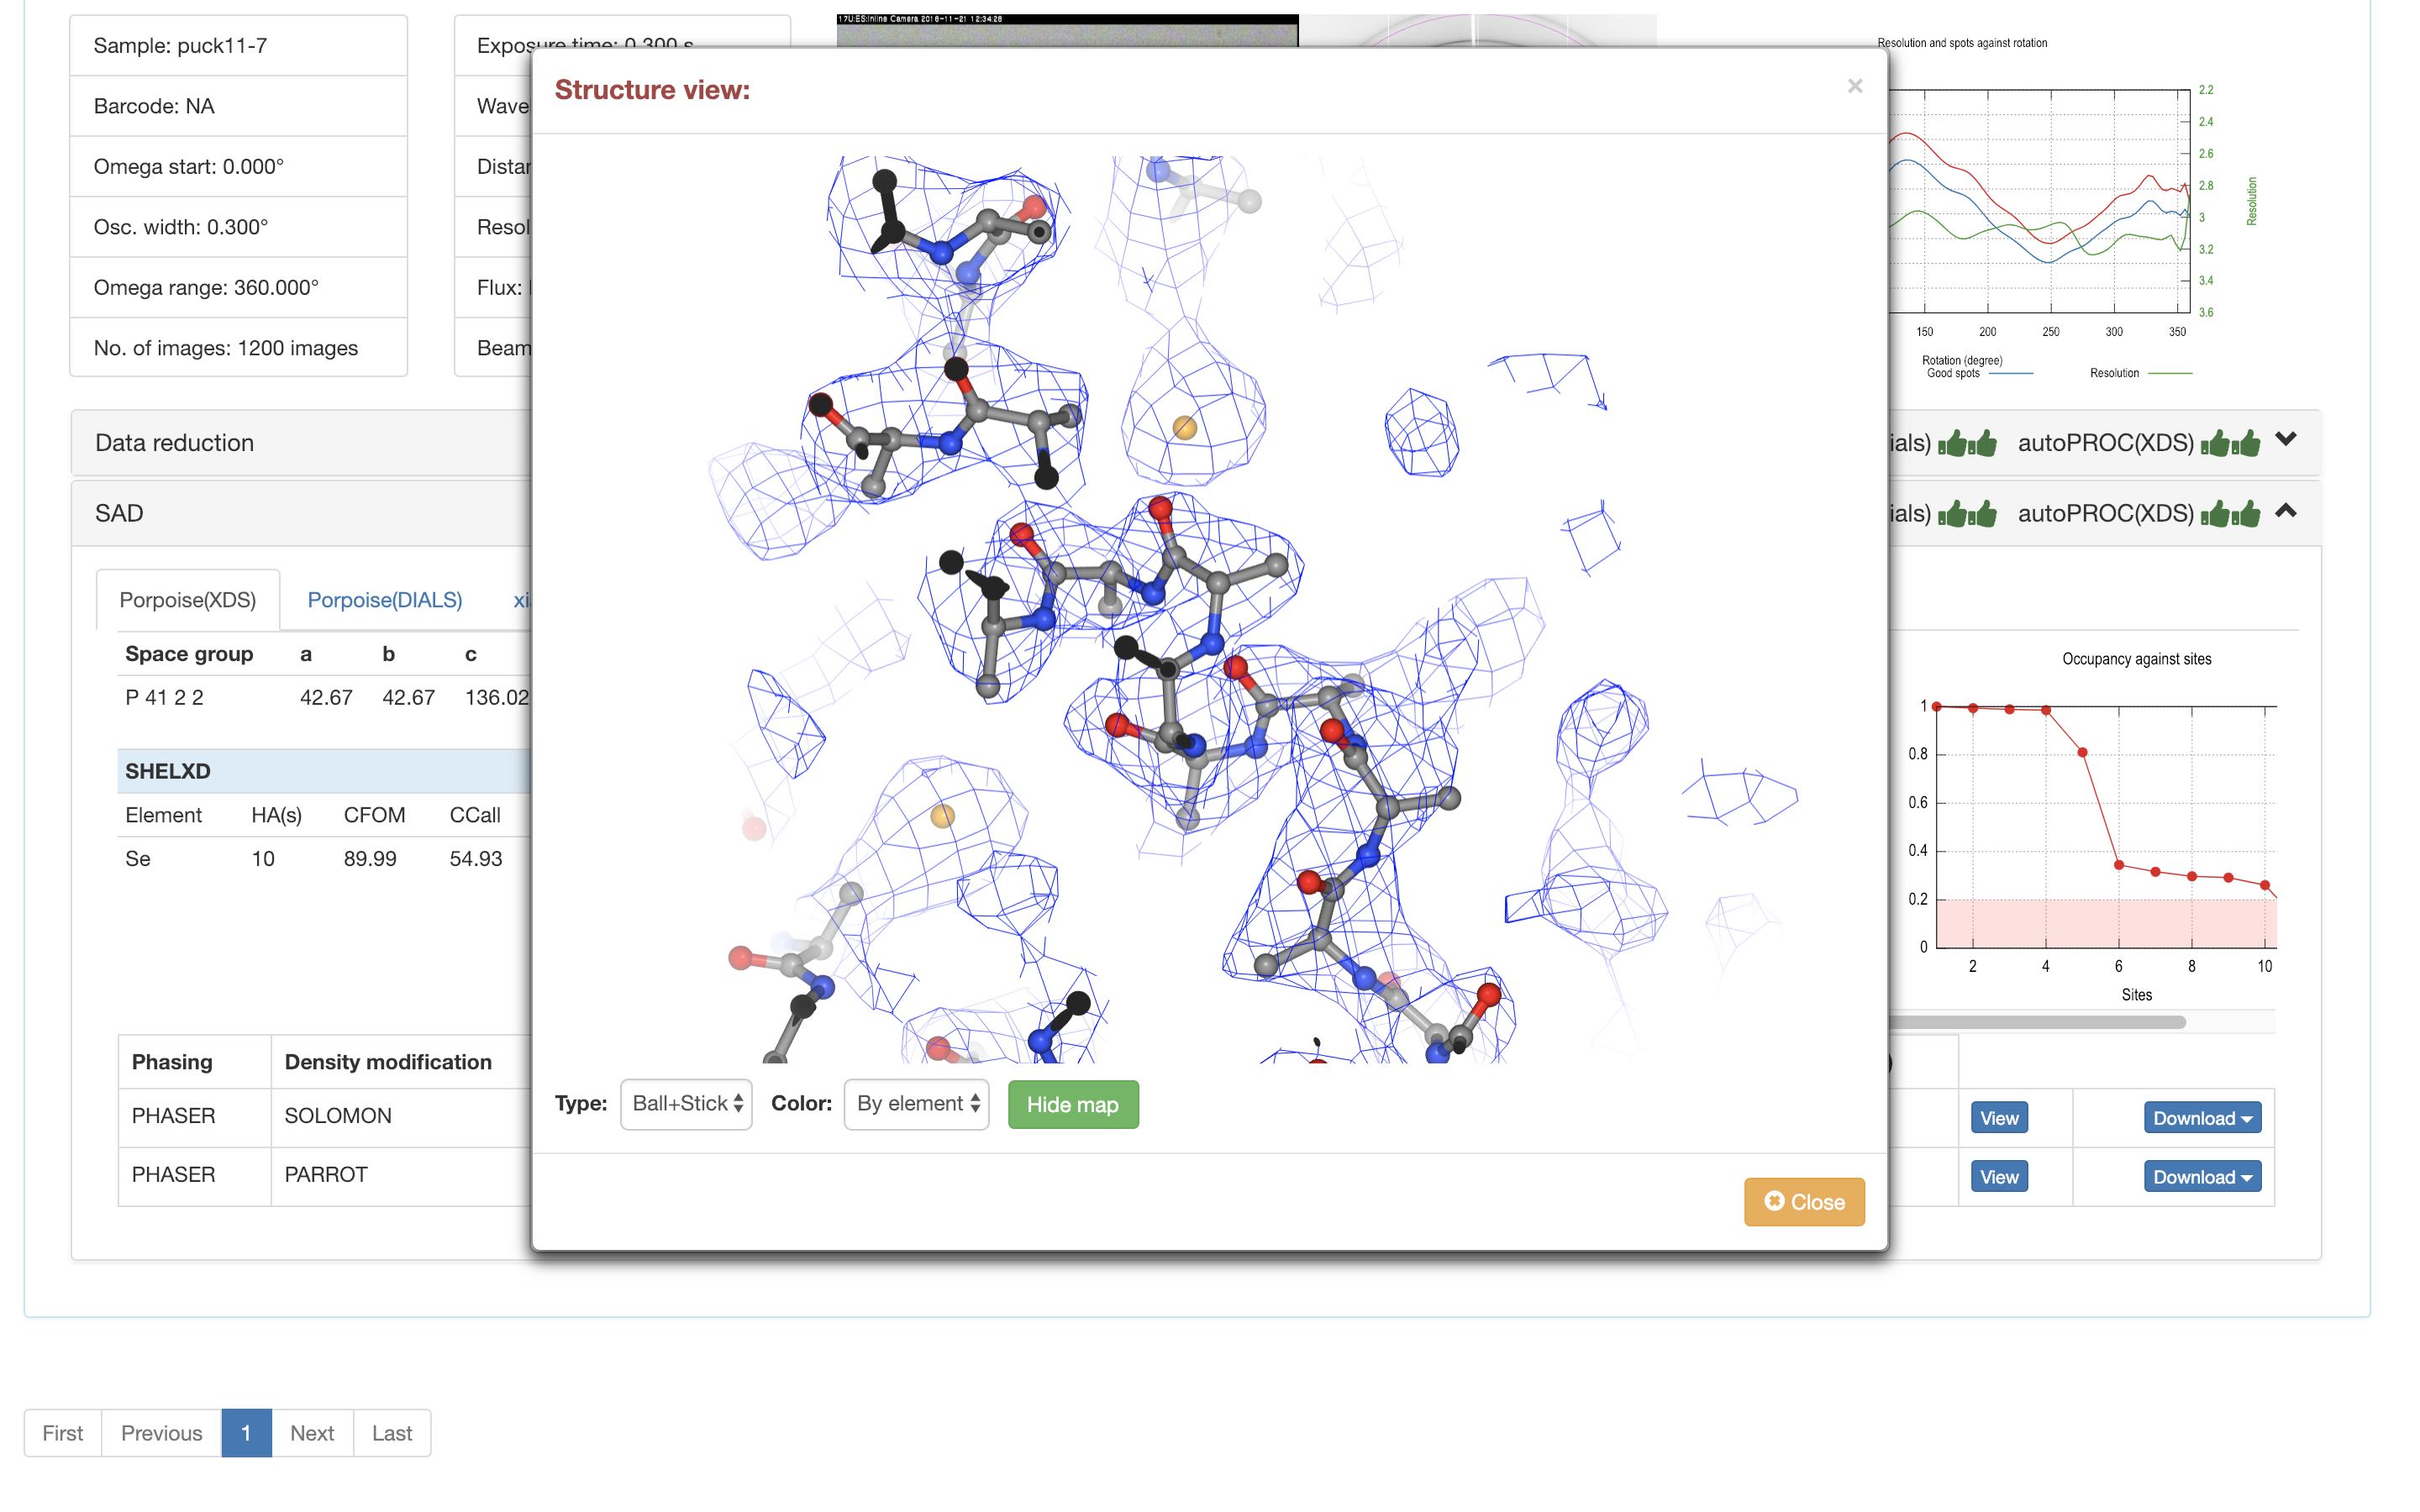 17U:ES:Inline Camera 2018-11-21 12:34:28
Sample: puck11-7
Barcode: NA
Omega start: 0.000°
Osc. width: 0.300°
Omega range: 360.000°
No. of images: 1200 images
Exposure time: 0.300 s
Wave
Distan
Resol
Flux:
Beam
Resolution and spots against rotation
2.2
2.4
2.6
2.8
3
3.2
3.4
3.6
Resolution
150 200 250 300 350
Rotation (degree)
Good spots
Resolution
Data reduction
ials) autoPROC(XDS)
SAD
ials) autoPROC(XDS)
Porpoise(XDS) Porpoise(DIALS) xi
Space group a b c
P 41 2 2 42.67 42.67 136.02
SHELXD
Element HA(s) CFOM CCall
Se 10 89.99 54.93
Occupancy against sites
1
0.8
0.6
0.4
0.2
0
2 4 6 8 10
Sites
Phasing Density modification )
PHASER SOLOMON View Download
PHASER PARROT View Download
Structure view: ×
Type: Ball+Stick Color: By element Hide map
Close
First Previous 1 Next Last